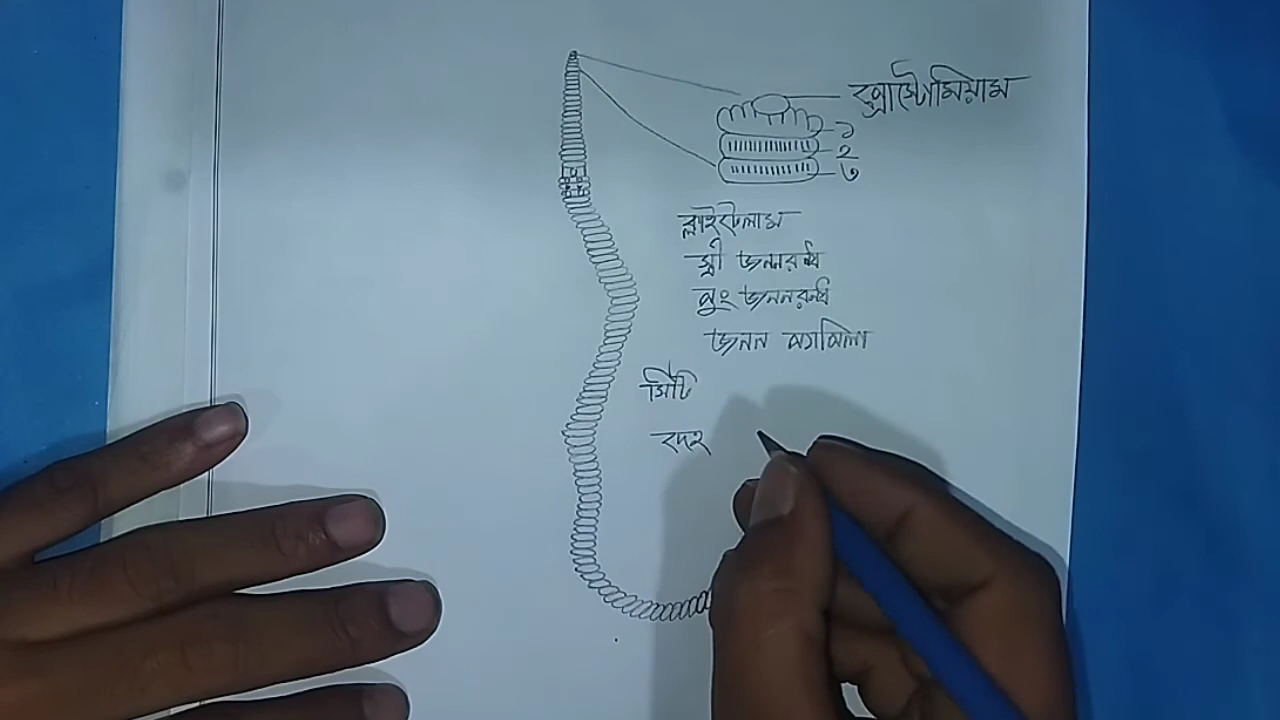 প্রোস্টোমিয়াম
১
২
৩
ক্লাইটেলাম
স্ত্রী জননরন্ধ্র
পুং জননরন্ধ্র
জনন প্যাপিলা
সিটি
দেহ